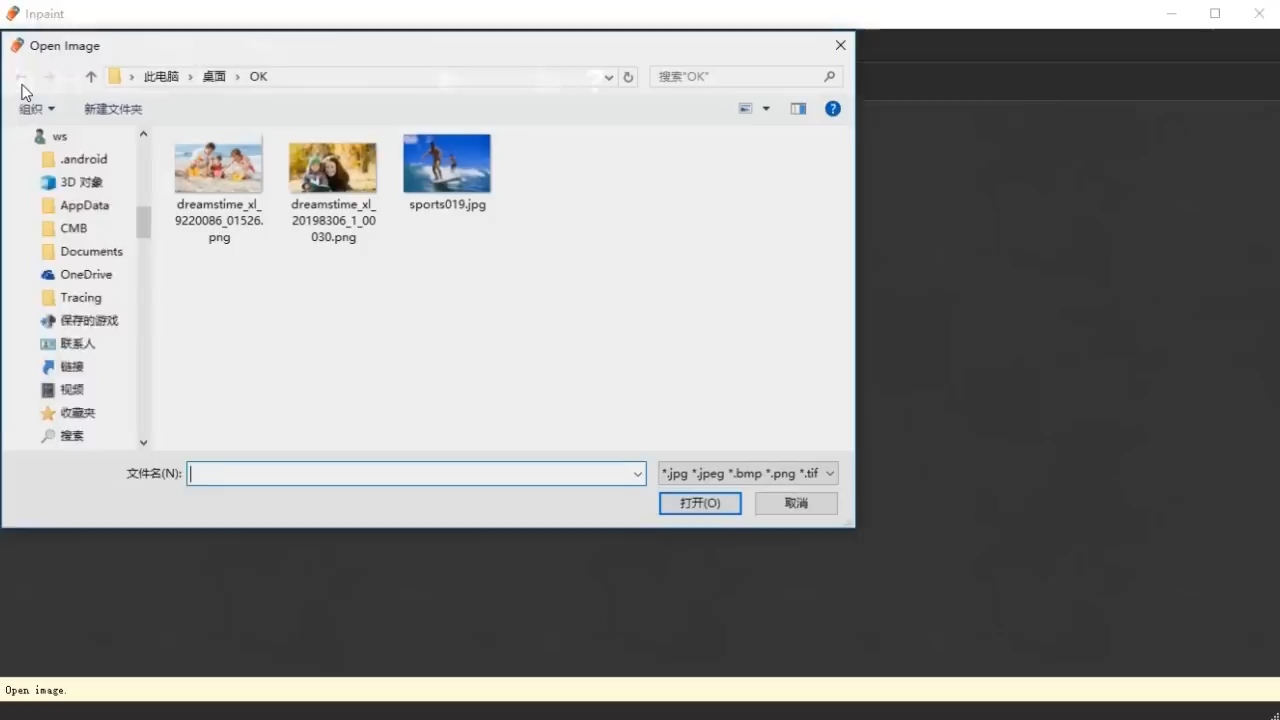 Inpaint
Open Image
此电脑 › 桌面 › OK
搜索"OK"
组织
新建文件夹
ws
.android
3D 对象
AppData
CMB
Documents
OneDrive
Tracing
保存的游戏
联系人
链接
视频
收藏夹
搜索
dreamstime_xl_
9220086_01526.
png
dreamstime_xl_
20198306_1_00
030.png
sports019.jpg
文件名(N):
*.jpg *.jpeg *.bmp *.png *.tif
打开(O)
取消
Open image.